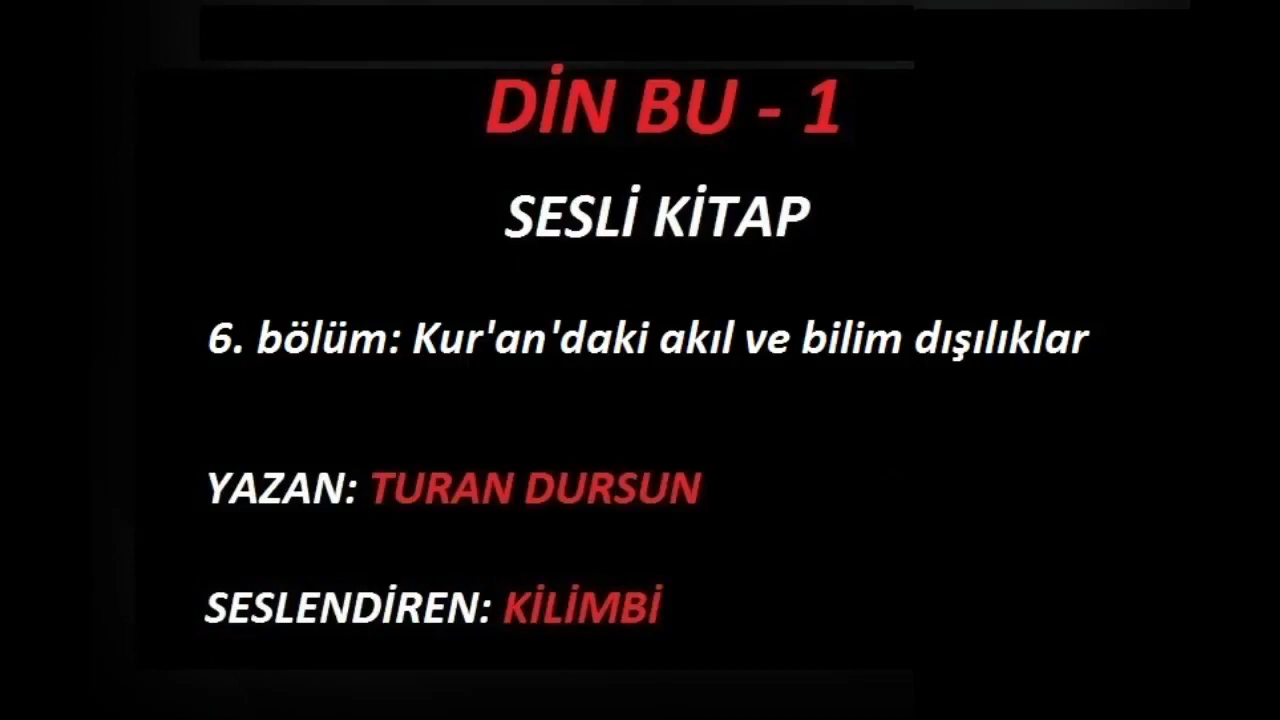 DİN BU - 1
SESLİ KİTAP
6. bölüm: Kur'an'daki akıl ve bilim dışılıklar
YAZAN: TURAN DURSUN
SESLENDİREN: KİLİMBİ